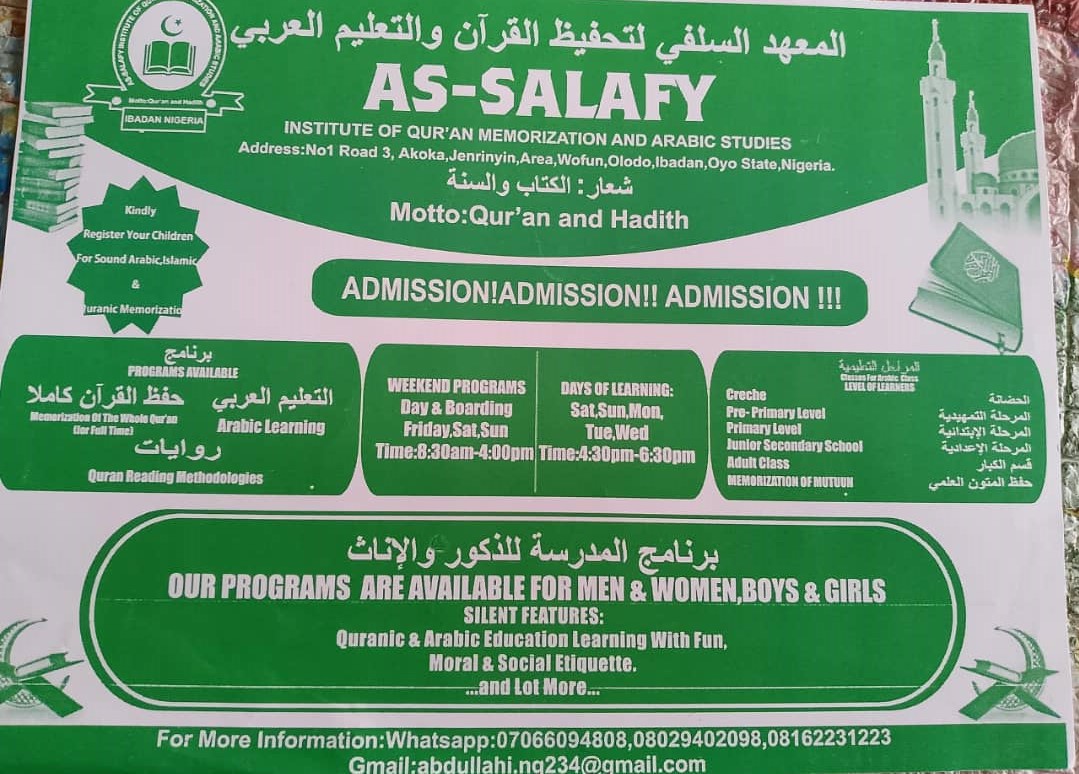 المعهد السلفي لتحفيظ القرآن والتعليم العربي
AS-SALAFY
INSTITUTE OF QUR'AN MEMORIZATION AND ARABIC STUDIES
Address:No1 Road 3, Akoka,Jenrinyin,Area,Wofun,Olodo,Ibadan,Oyo State,Nigeria.
شعار: الكتاب والسنة
Motto:Qur'an and Hadith
Motto:Qur'an and Hadith
IBADAN NIGERIA
Kindly
Register Your Children
For Sound Arabic,Islamic
&
uranic Memorizatio
ADMISSION!ADMISSION!! ADMISSION !!!
برنامج
PROGRAMS AVAILABLE
التعليم العربي
Arabic Learning
حفظ القرآن كاملا
Memorization Of The Whole Qur'an
(for Full Time)
روايات
Quran Reading Methodologies
WEEKEND PROGRAMS
Day & Boarding
Friday,Sat,Sun
Time:8:30am-4:00pm
DAYS OF LEARNING:
Sat,Sun,Mon,
Tue,Wed
Time:4:30pm-6:30pm
المراحل التعليمية
Classes For Arabic Class
LEVEL OF LEARNERS
Creche الحضانة
Pre- Primary Level المرحلة التمهيدية
Primary Level المرحلة الإبتدائية
Junior Secondary School المرحلة الإعدادية
Adult Class قسم الكبار
MEMORIZATION OF MUTUUN حفظ المتون العلمي
برنامج المدرسة للذكور والإناث
OUR PROGRAMS ARE AVAILABLE FOR MEN & WOMEN,BOYS & GIRLS
SILENT FEATURES:
Quranic & Arabic Education Learning With Fun,
Moral & Social Etiquette.
...and Lot More...
For More Information:Whatsapp:07066094808,08029402098,08162231223
Gmail:abdullahi.ng234@gmail.com